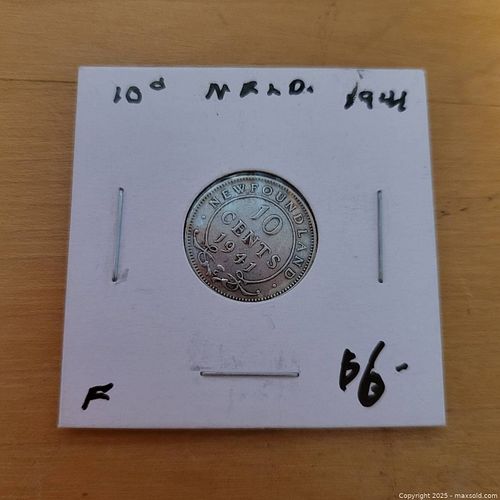 10¢ NFLD. 1941
NEWFOUNDLAND
10
CENTS
1941
F
$6-
Copyright 2025 - maxsold.com